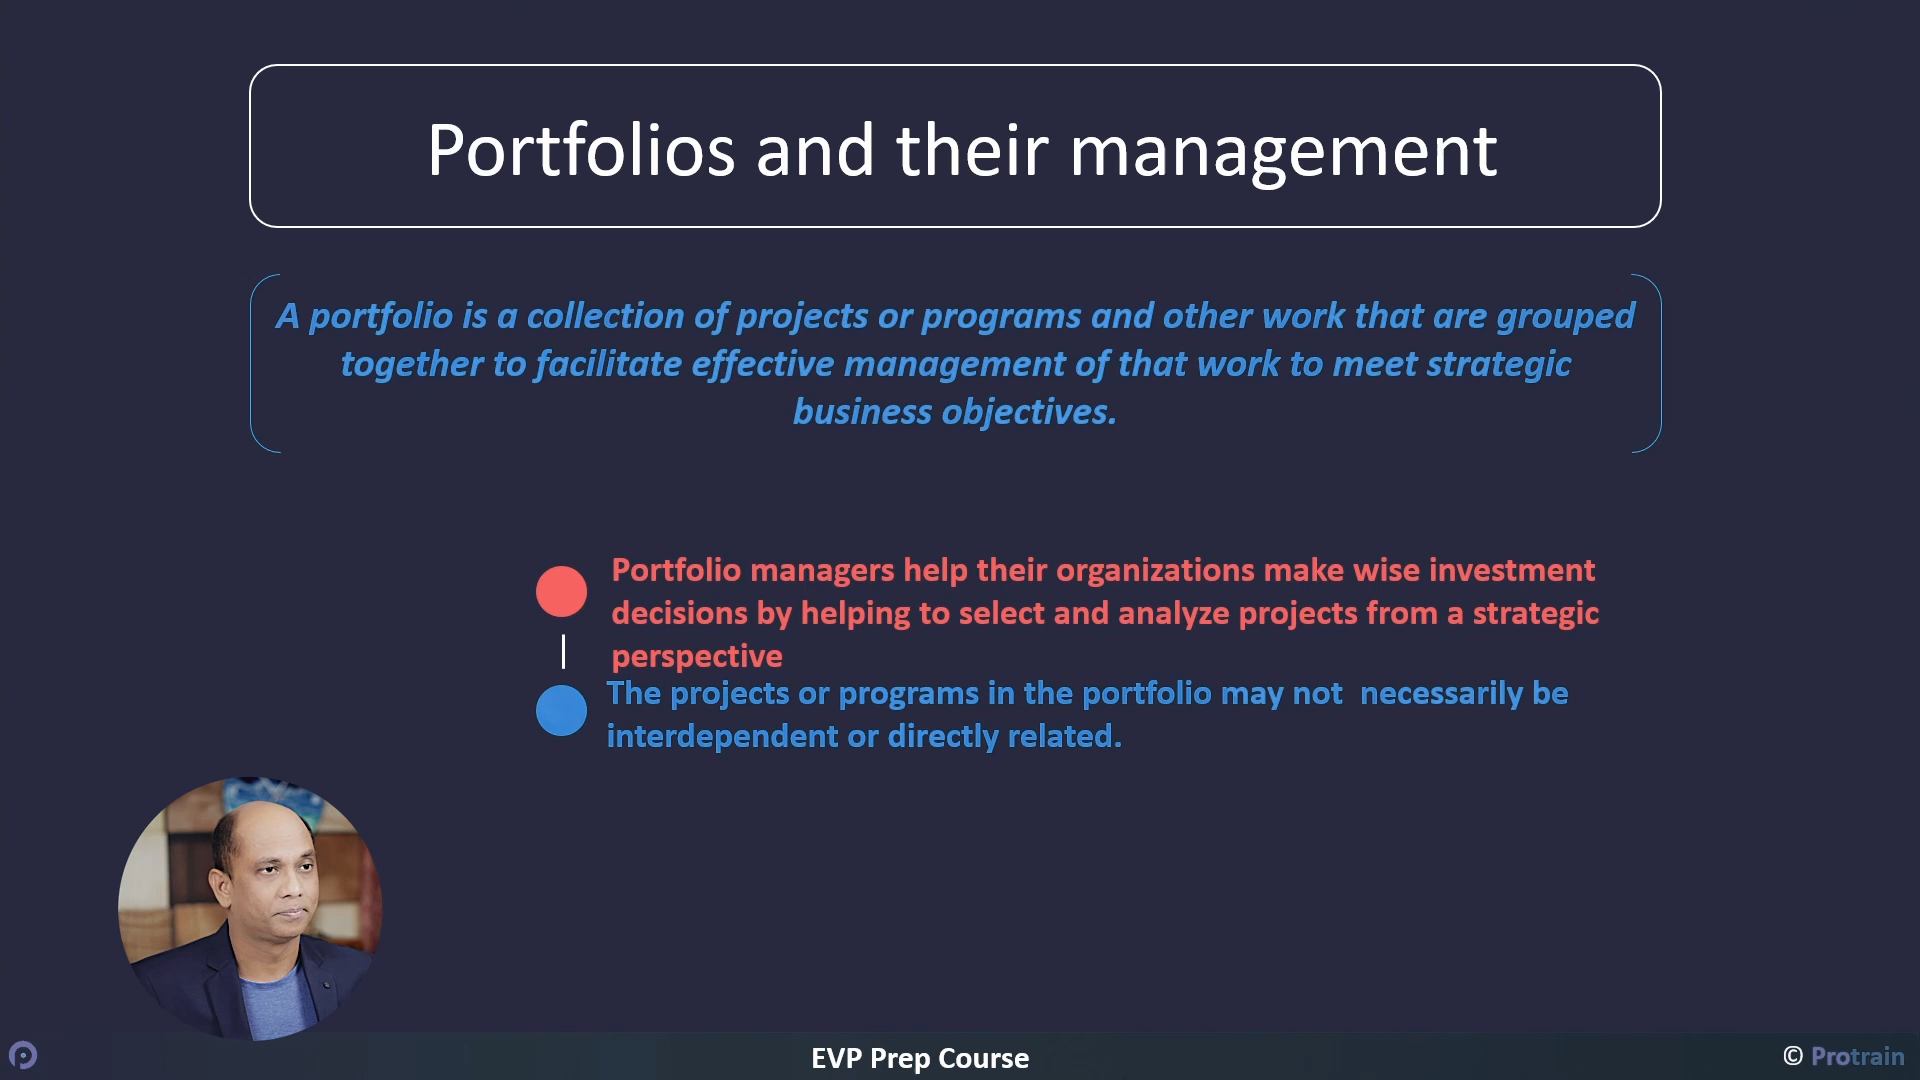 Portfolios and their management
A portfolio is a collection of projects or programs and other work that are grouped
together to facilitate effective management of that work to meet strategic
business objectives.
Portfolio managers help their organizations make wise investment
decisions by helping to select and analyze projects from a strategic
perspective
The projects or programs in the portfolio may not  necessarily be
interdependent or directly related.
EVP Prep Course
© Protrain